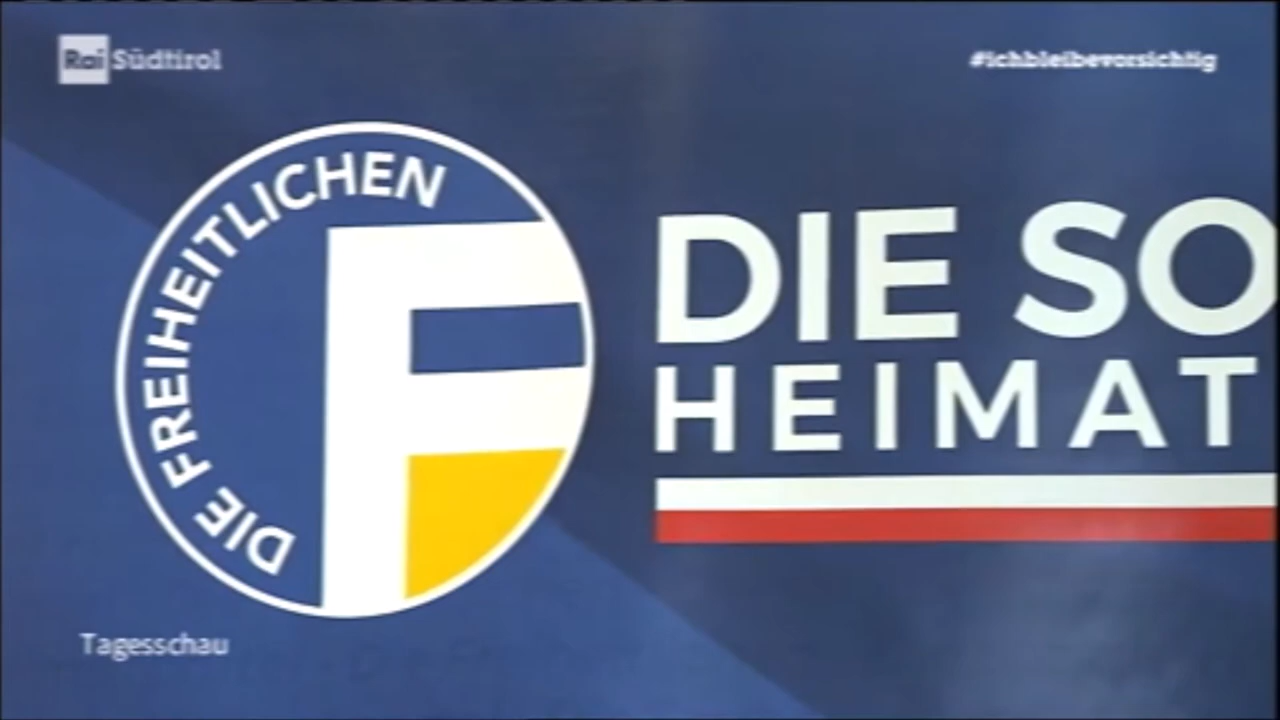 Rai Südtirol
#ichbleibevorsichtig
DIE FREIHEITLICHEN
F
DIE SO
HEIMAT
Tagesschau